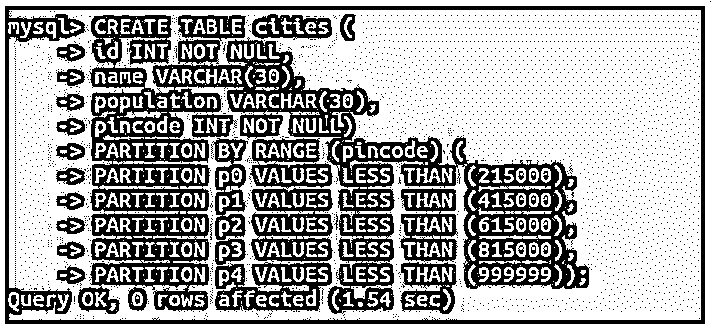 mysql> CREATE TABLE cities (
-> id INT NOT NULL,
-> name VARCHAR(30),
-> population VARCHAR(30),
-> pincode INT NOT NULL)
-> PARTITION BY RANGE (pincode) (
-> PARTITION p0 VALUES LESS THAN (215000),
-> PARTITION p1 VALUES LESS THAN (415000),
-> PARTITION p2 VALUES LESS THAN (615000),
-> PARTITION p3 VALUES LESS THAN (815000),
-> PARTITION p4 VALUES LESS THAN (999999));
Query OK, 0 rows affected (1.54 sec)